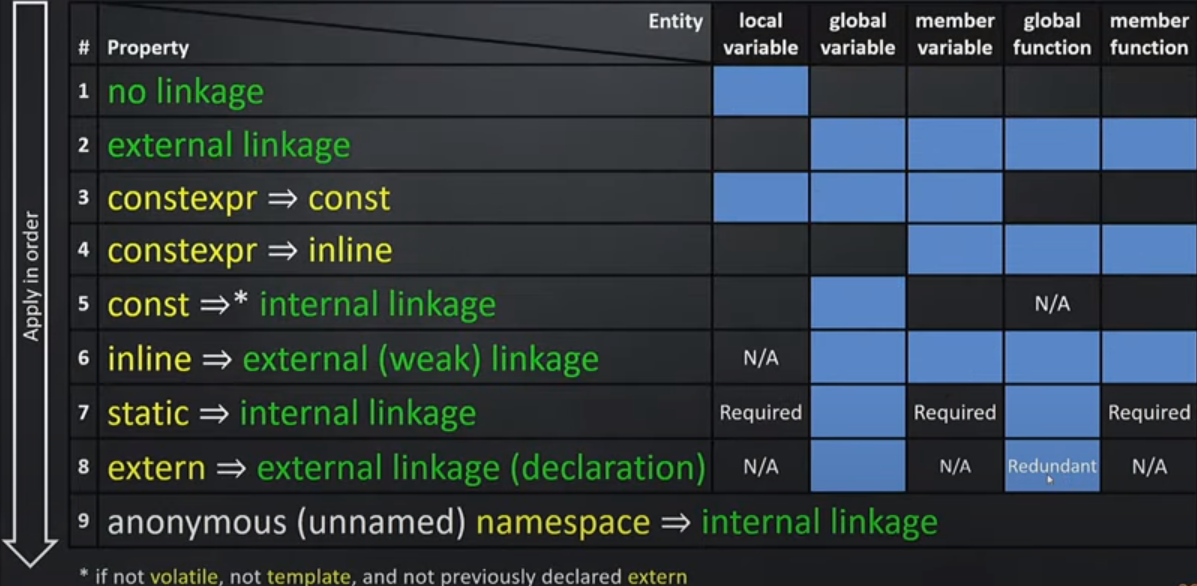 Entity
local variable
global variable
member variable
global function
member function
# Property
1 no linkage
2 external linkage
3 constexpr ⇒ const
4 constexpr ⇒ inline
5 const ⇒* internal linkage N/A
6 inline ⇒ external (weak) linkage N/A
7 static ⇒ internal linkage Required Required Required
8 extern ⇒ external linkage (declaration) N/A N/A Redundant N/A
9 anonymous (unnamed) namespace ⇒ internal linkage
Apply in order
* if not volatile, not template, and not previously declared extern